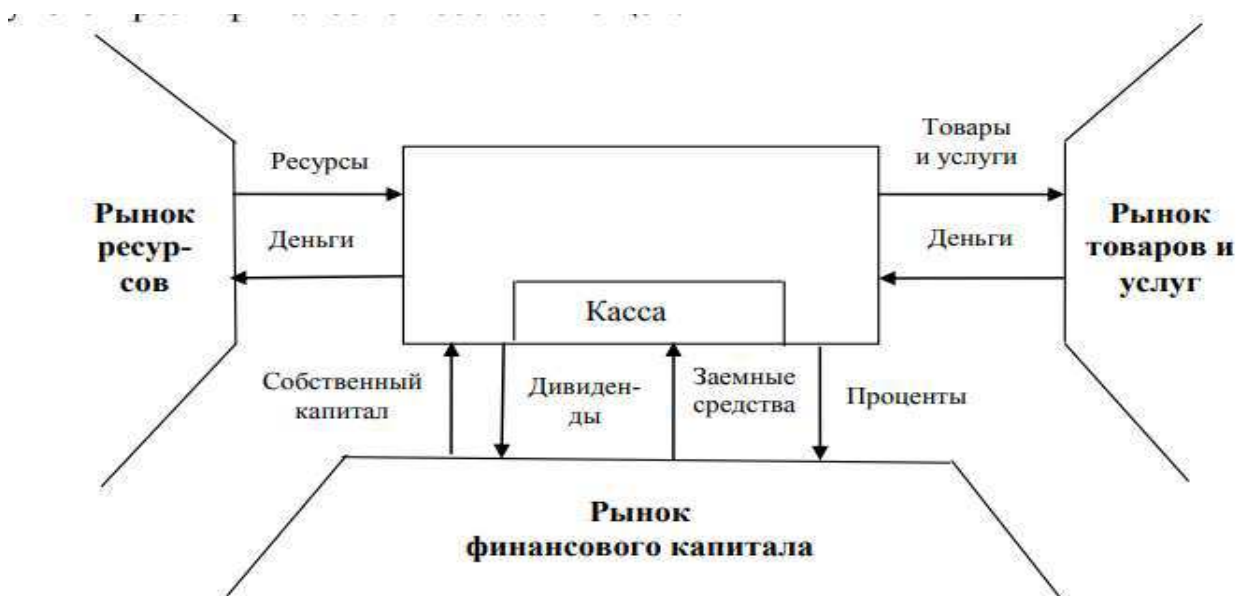 Ресурсы
Товары
и услуги
Рынок
ресур-
сов
Деньги
Деньги
Рынок
товаров и
услуг
Касса
Собственный
капитал
Дивиден-
ды
Заемные
средства
Проценты
Рынок
финансового капитала